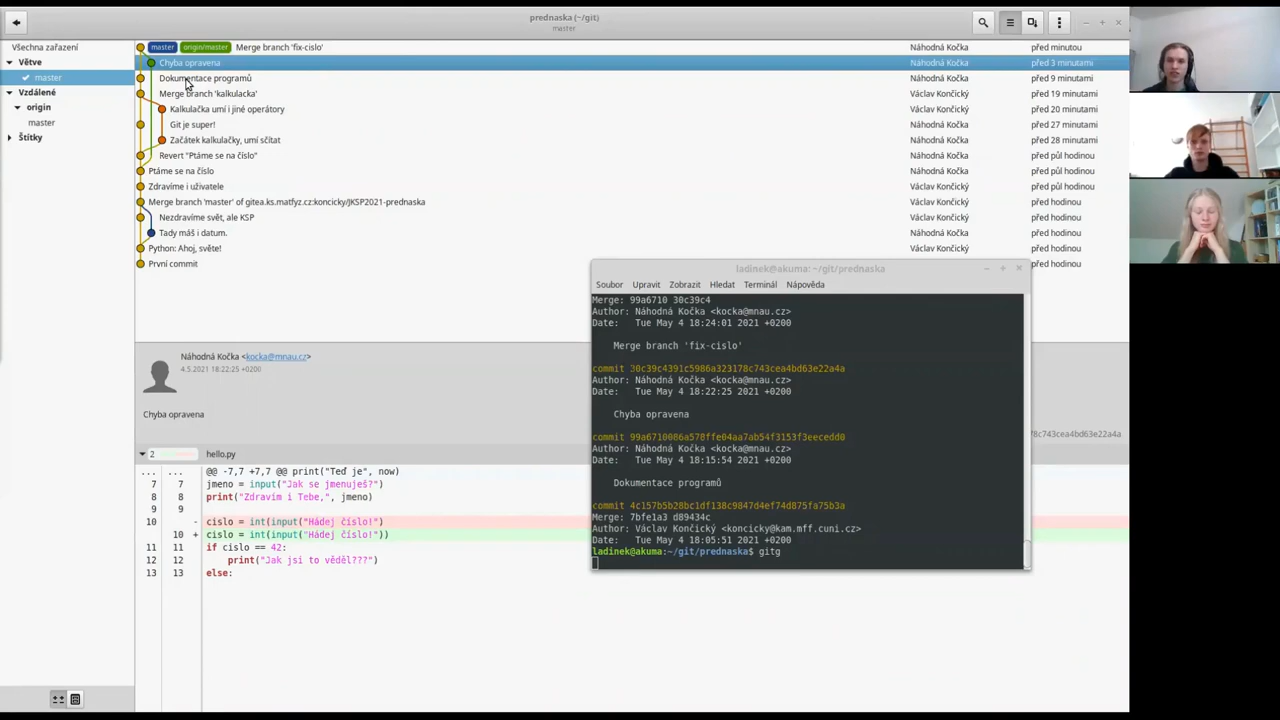 prednaska (~/git)
master
Všechna zařazení
Větve
master
Vzdálené
origin
master
Štítky
master origin/master Merge branch 'fix-cislo' Náhodná Kočka před minutou
Chyba opravena Náhodná Kočka před 3 minutami
Dokumentace programů Náhodná Kočka před 9 minutami
Merge branch 'kalkulacka' Václav Končický před 19 minutami
Kalkulačka umí i jiné operátory Václav Končický před 20 minutami
Git je super! Náhodná Kočka před 27 minutami
Začátek kalkulačky, umí sčítat Václav Končický před 28 minutami
Revert "Ptáme se na číslo" Náhodná Kočka před půl hodinou
Ptáme se na číslo Náhodná Kočka před půl hodinou
Zdravíme i uživatele Václav Končický před půl hodinou
Merge branch 'master' of gitea.ks.matfyz.cz:koncicky/JKSP2021-prednaska Václav Končický před hodinou
Nezdravíme svět, ale KSP Václav Končický před hodinou
Tady máš i datum. Náhodná Kočka před hodinou
Python: Ahoj, světe! Václav Končický před hodinou
První commit Náhodná Kočka před hodinou
Náhodná Kočka <kocka@mnau.cz>
4.5.2021 18:22:25 +0200
Chyba opravena
78c743cea4bd63e22a4a
2 hello.py
... ... @@ -7,7 +7,7 @@ print("Teď je", now)
7 7 jmeno = input("Jak se jmenuješ?")
8 8 print("Zdravím i Tebe,", jmeno)
9 9
10 - cislo = int(input("Hádej číslo!")
10 + cislo = int(input("Hádej číslo!"))
11 11 if cislo == 42:
12 12 print("Jak jsi to věděl???")
13 13 else:
ladinek@akuma: ~/git/prednaska
Soubor Upravit Zobrazit Hledat Terminál Nápověda
Merge: 99a6710 30c39c4
Author: Náhodná Kočka <kocka@mnau.cz>
Date: Tue May 4 18:24:01 2021 +0200
Merge branch 'fix-cislo'
commit 30c39c4391c5986a323178c743cea4bd63e22a4a
Author: Náhodná Kočka <kocka@mnau.cz>
Date: Tue May 4 18:22:25 2021 +0200
Chyba opravena
commit 99a6710086a578ffe04aa7ab54f3153f3eecedd0
Author: Náhodná Kočka <kocka@mnau.cz>
Date: Tue May 4 18:15:54 2021 +0200
Dokumentace programů
commit 4c157b5b28bc1df138c9847d4ef74d875fa75b3a
Merge: 7bfe1a3 d89434c
Author: Václav Končický <koncicky@kam.mff.cuni.cz>
Date: Tue May 4 18:05:51 2021 +0200
ladinek@akuma:~/git/prednaska$ gitg